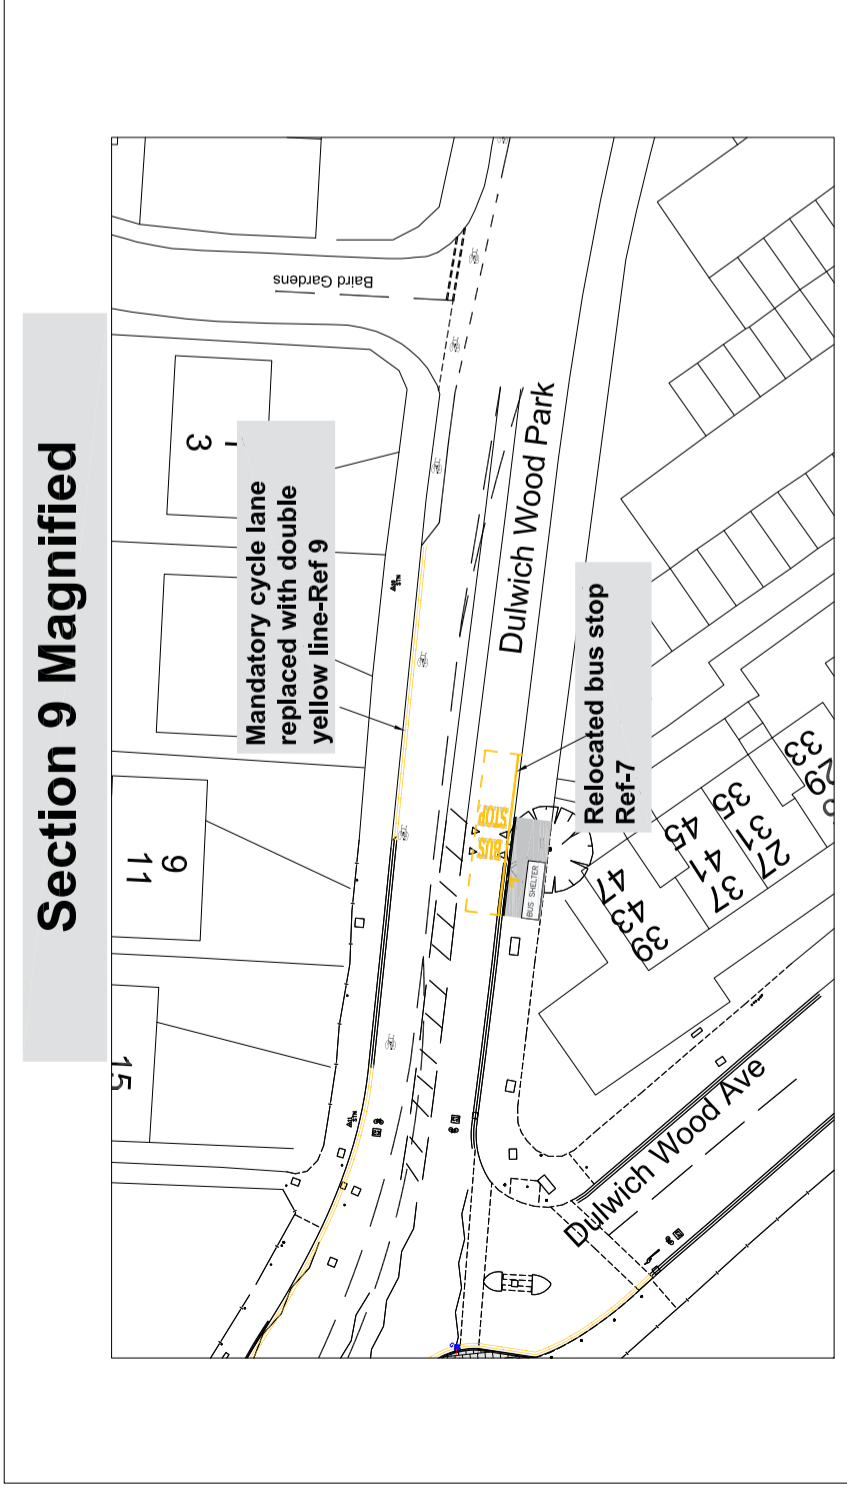 Section 9 Magnified
Baird Gardens
3
Mandatory cycle lane
replaced with double
yellow line-Ref 9
Dulwich Wood Park
Relocated bus stop
Ref-7
BUS STOP
BUS SHELTER
9
11
15
33
29
35
31
27
45
41
37
47
43
39
Dulwich Wood Ave